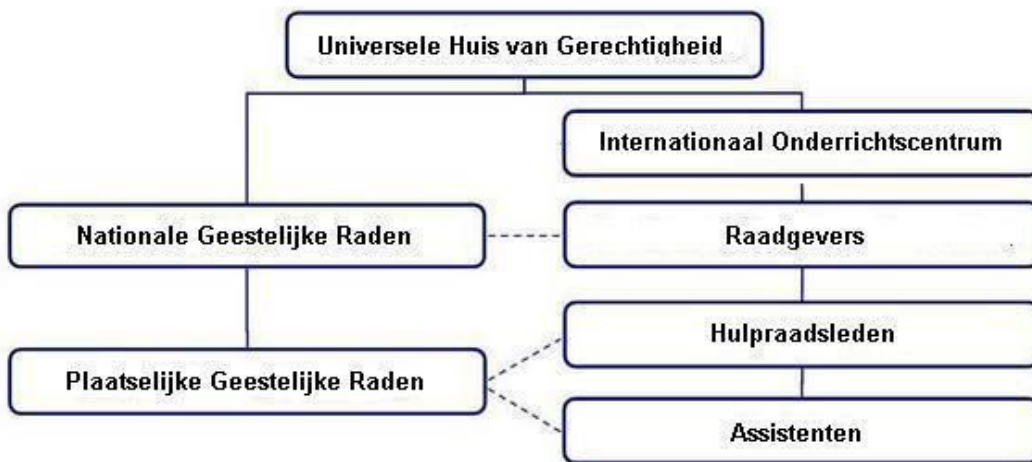 Universele Huis van Gerechtigheid
Internationaal Onderrichtscentrum
Nationale Geestelijke Raden
Raadgevers
Hulpraadsleden
Plaatselijke Geestelijke Raden
Assistenten